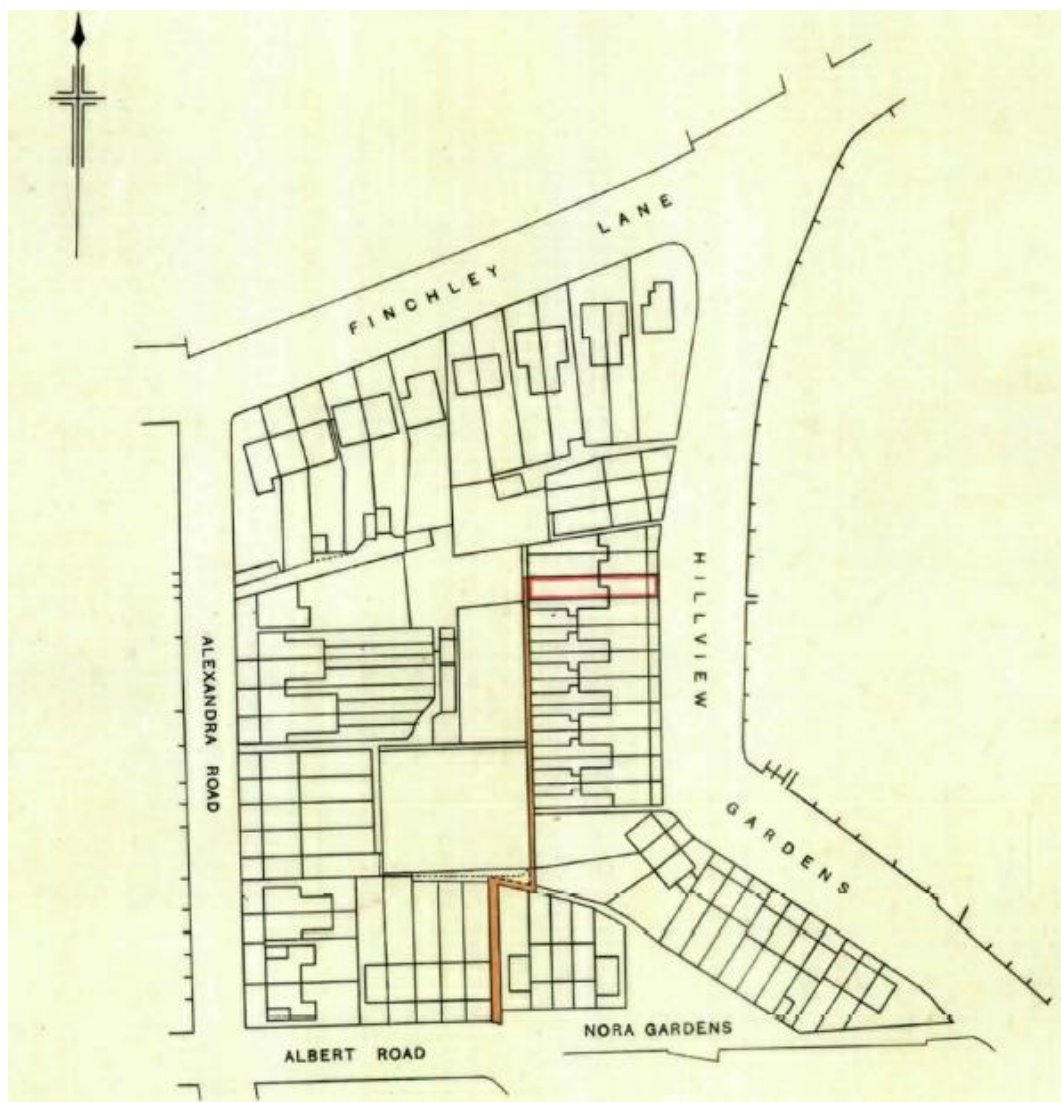 FINCHLEY LANE
HILLVIEW GARDENS
ALEXANDRA ROAD
NORA GARDENS
ALBERT ROAD